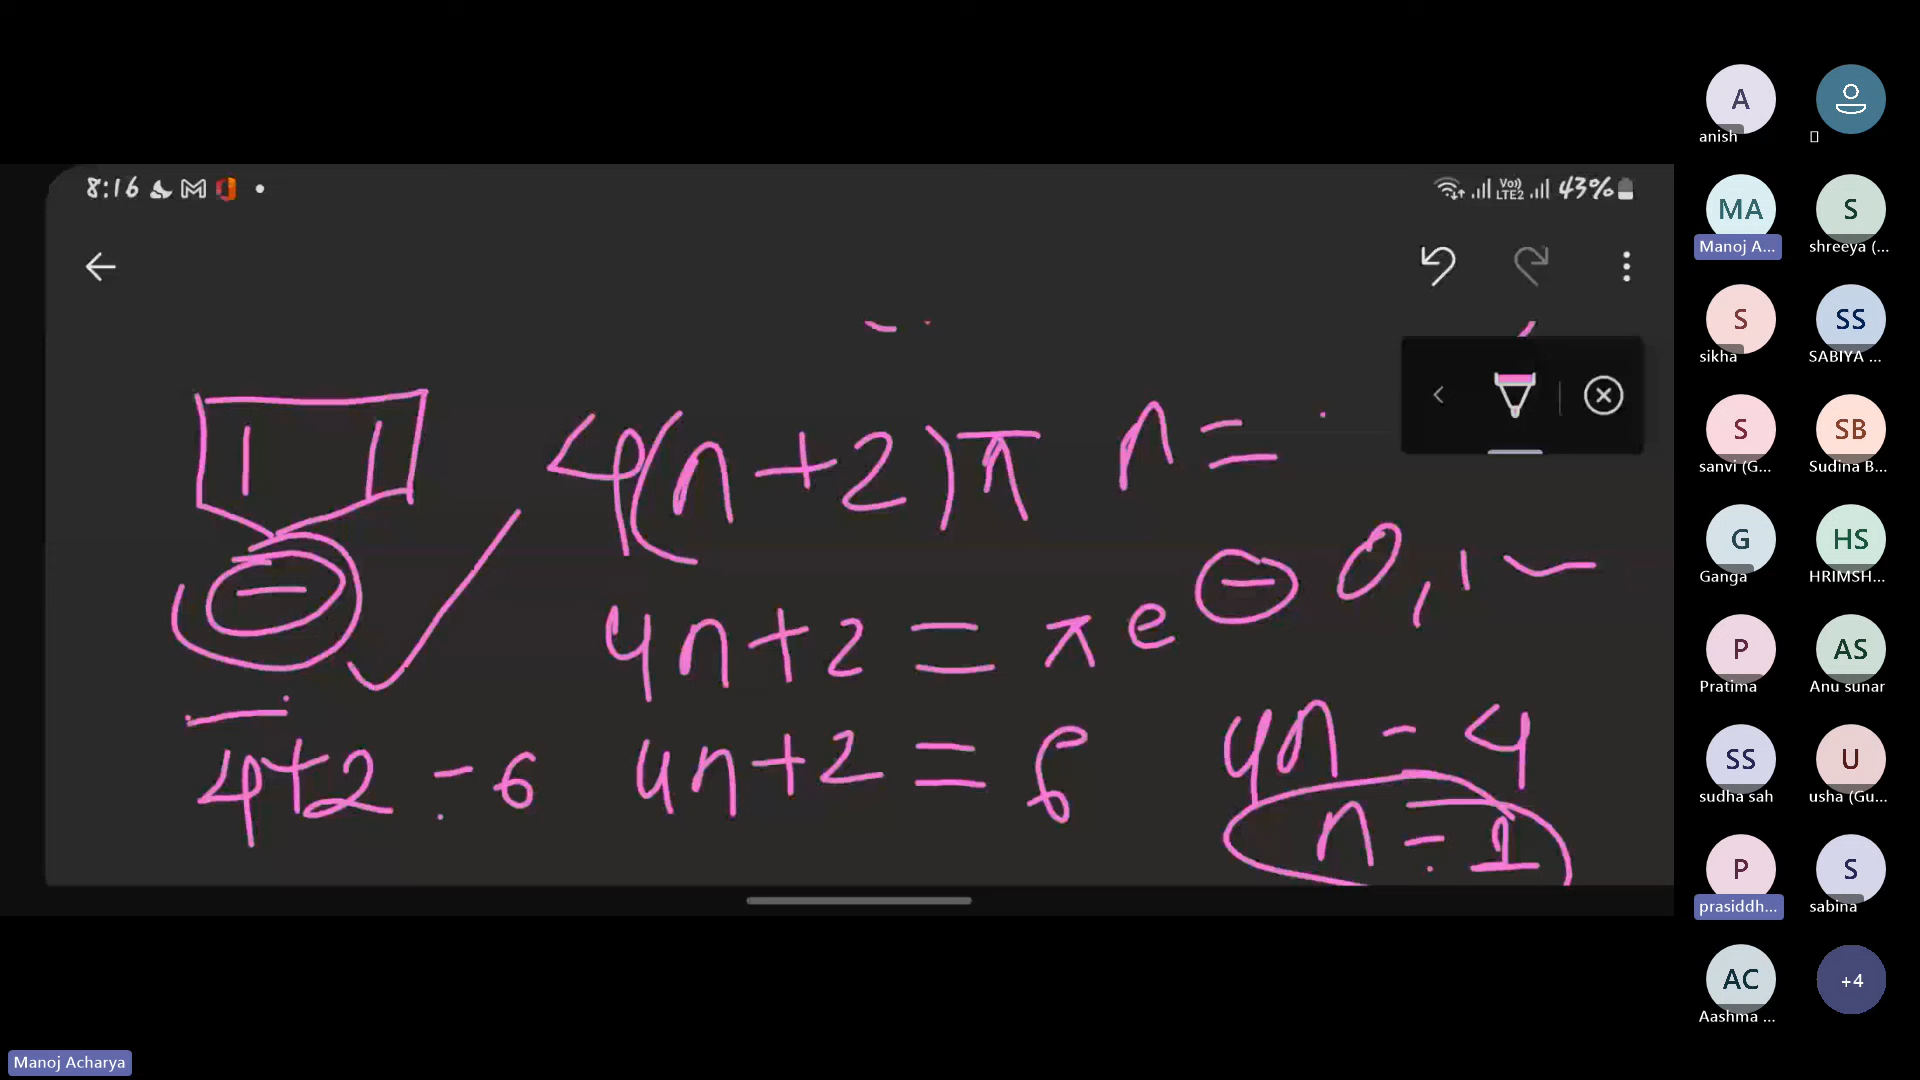 8:16
Vo))
LTE2
43%
4(n+2)π n =
4n+2 = πe⊖ 0, 1
4+2 = 6
4n+2 = 6
4n = 4
n = 1
A
anish
MA
Manoj A...
S
shreeya (...
S
sikha
SS
SABIYA ...
S
sanvi (G...
SB
Sudina B...
G
Ganga
HS
HRIMSH...
P
Pratima
AS
Anu sunar
SS
sudha sah
U
usha (Gu...
P
prasiddh...
S
sabina
AC
Aashma ...
+4
Manoj Acharya